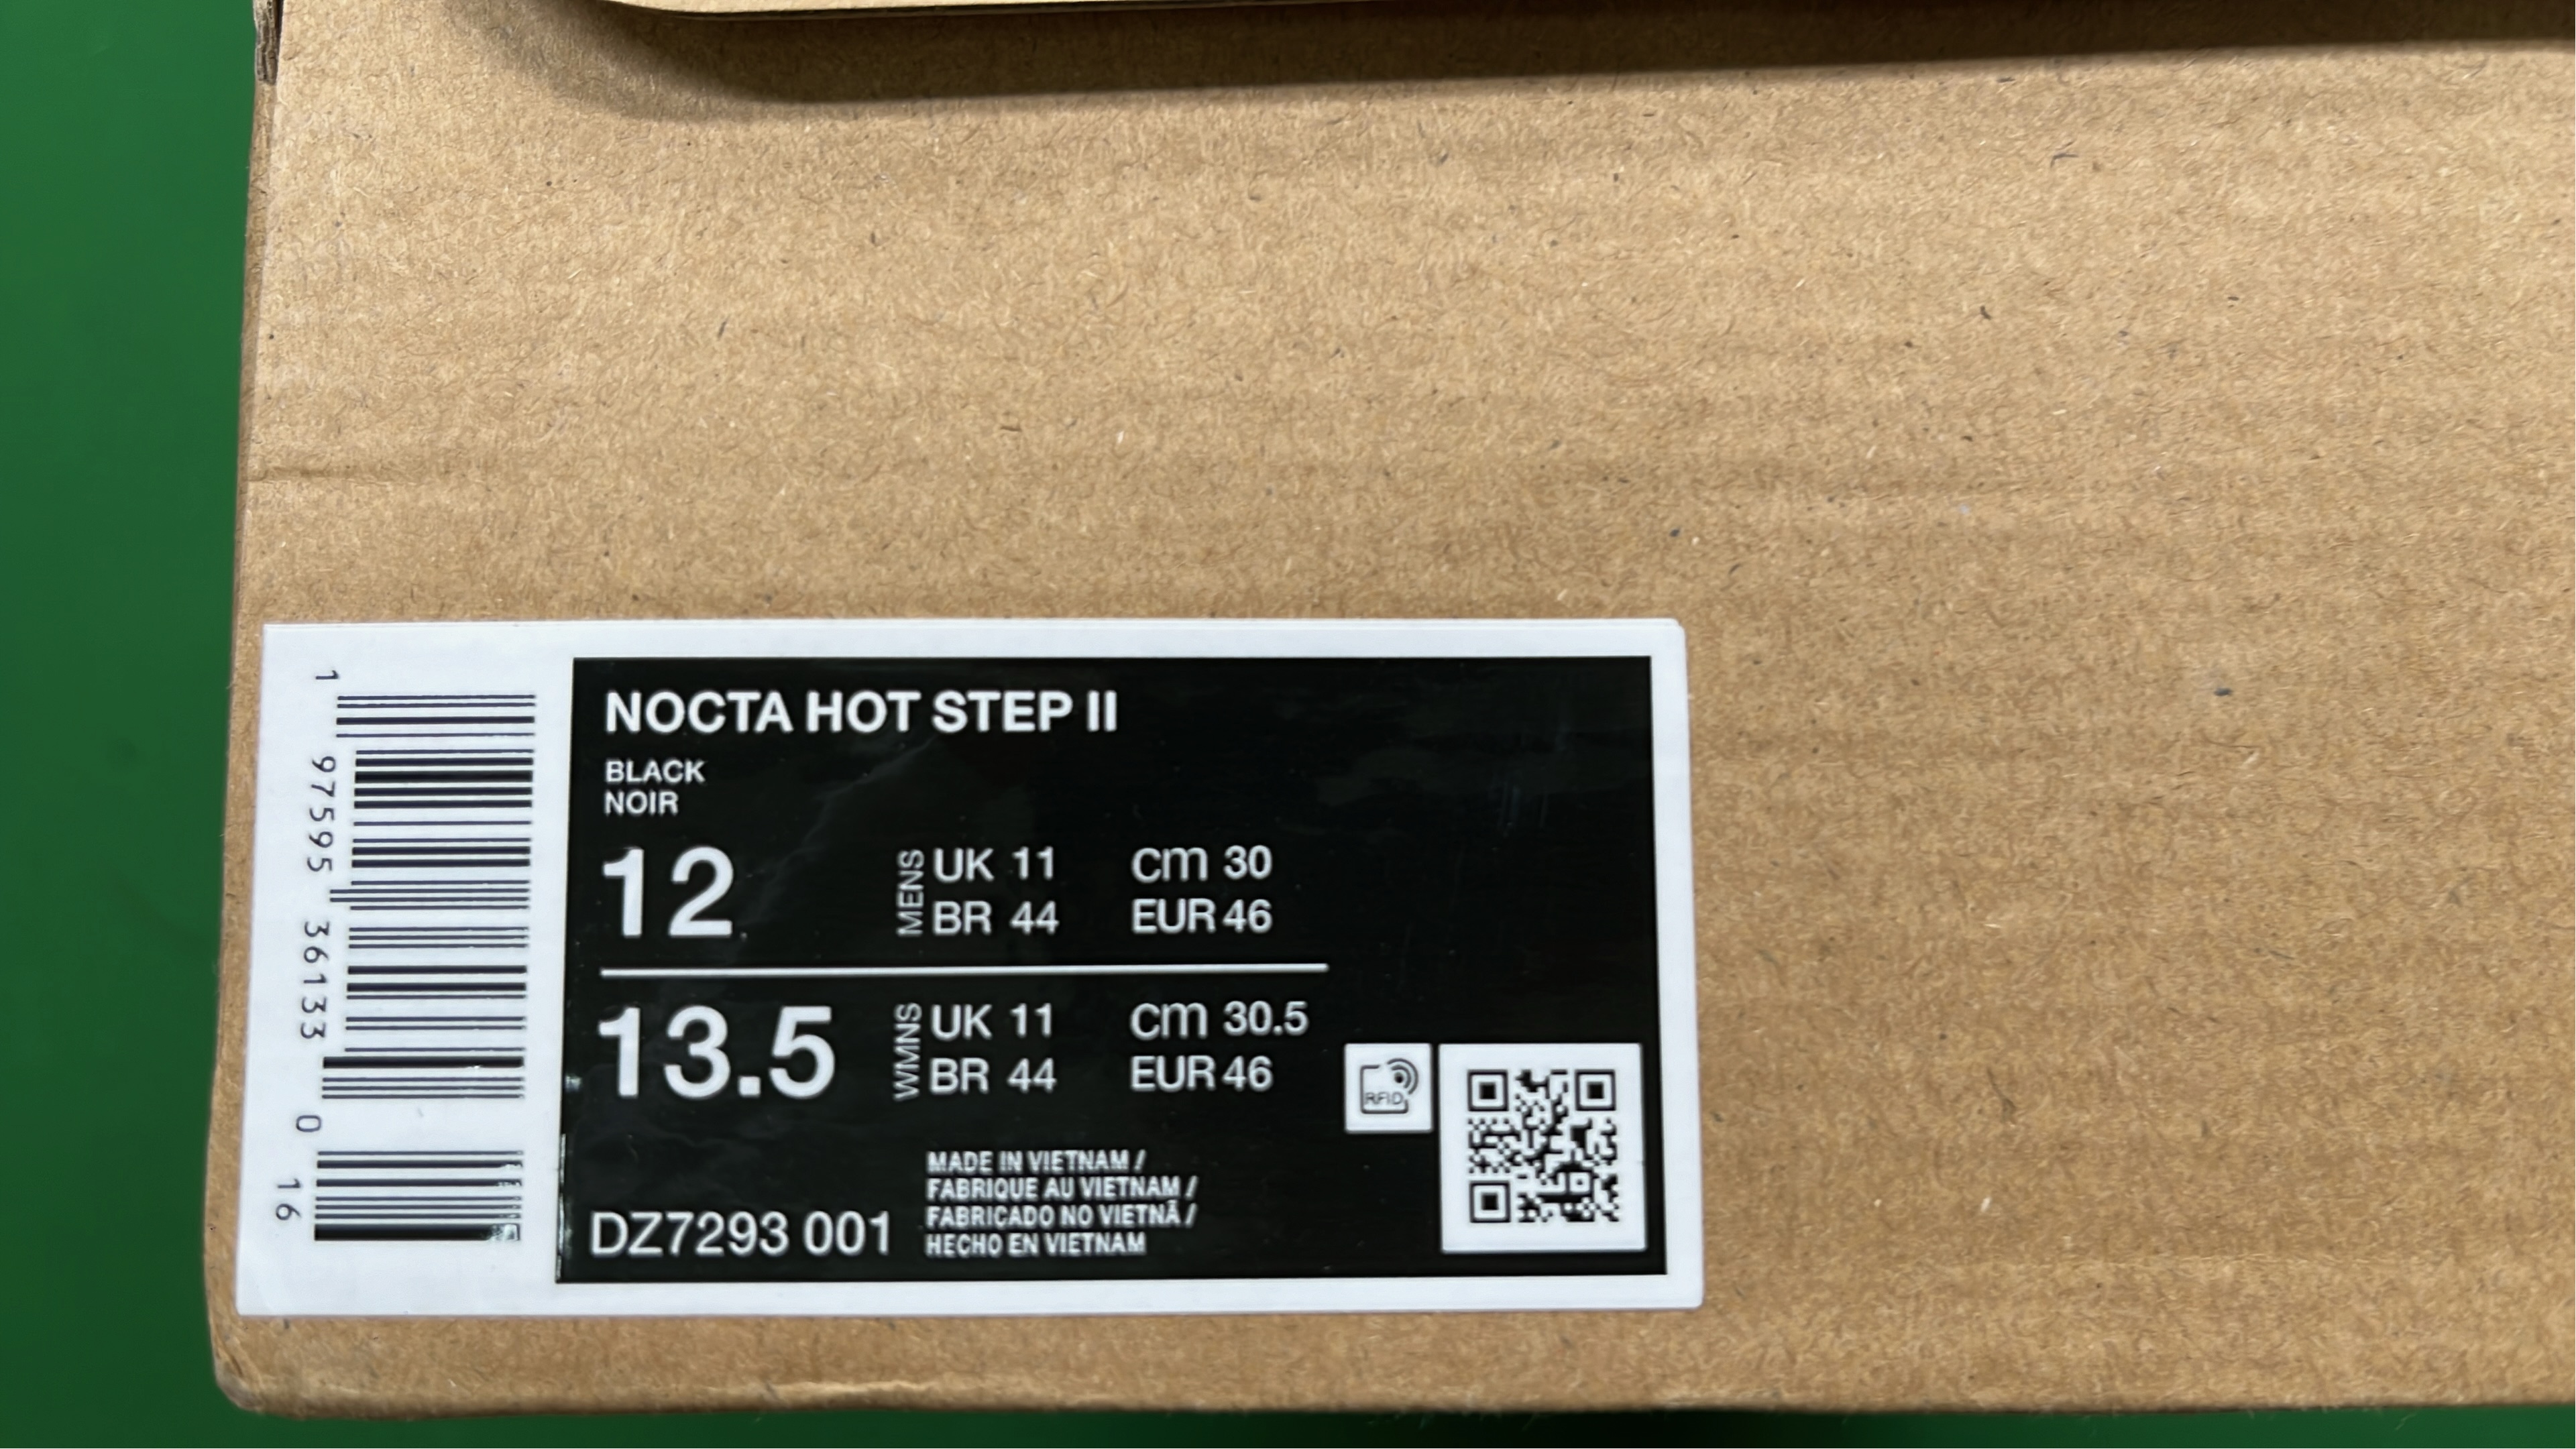 1 97595 36133 0 16
NOCTA HOT STEP II
BLACK
NOIR
12 MENS UK 11 cm 30
BR 44 EUR 46
13.5 WMNS UK 11 cm 30.5
BR 44 EUR 46
RFID
MADE IN VIETNAM /
FABRIQUE AU VIETNAM /
FABRICADO NO VIETNÃ /
HECHO EN VIETNAM
DZ7293 001